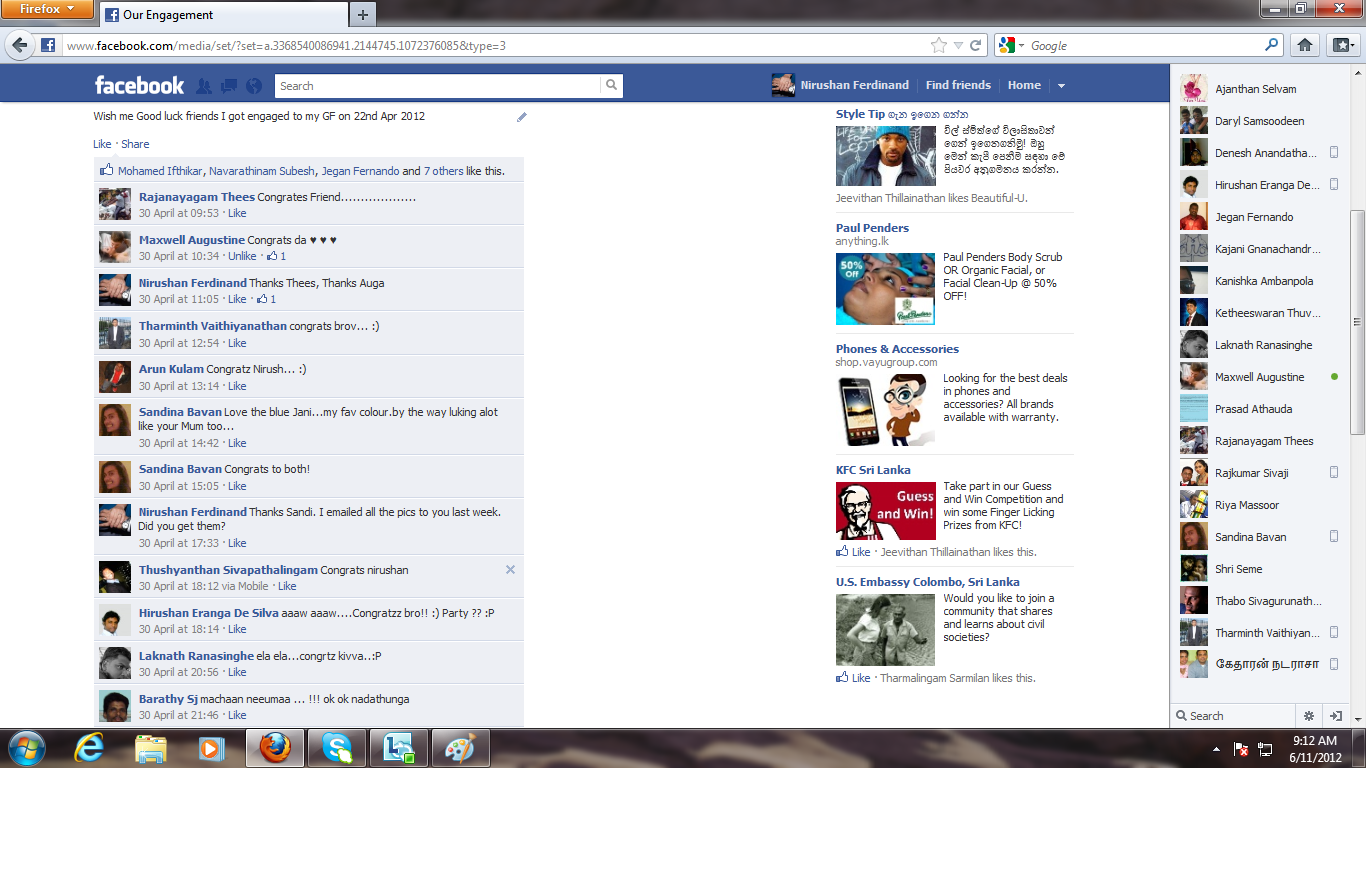 Firefox
Our Engagement
www.facebook.com/media/set/?set=a.3368540086941.2144745.1072376085&type=3
Google
facebook
Search
Nirushan Ferdinand
Find friends
Home
Wish me Good luck friends I got engaged to my GF on 22nd Apr 2012
Like · Share
Mohamed Ifthikar, Navarathinam Subesh, Jegan Fernando and 7 others like this.
Rajanayagam Thees Congrates Friend...................
30 April at 09:53 · Like
Maxwell Augustine Congrats da ♥ ♥ ♥
30 April at 10:34 · Unlike · 1
Nirushan Ferdinand Thanks Thees, Thanks Auga
30 April at 11:05 · Like · 1
Tharminth Vaithiyanathan congrats brov... :)
30 April at 12:54 · Like
Arun Kulam Congratz Nirush... :)
30 April at 13:14 · Like
Sandina Bavan Love the blue Jani...my fav colour.by the way luking alot
like your Mum too...
30 April at 14:42 · Like
Sandina Bavan Congrats to both!
30 April at 15:05 · Like
Nirushan Ferdinand Thanks Sandi. I emailed all the pics to you last week.
Did you get them?
30 April at 17:33 · Like
Thushyanthan Sivapathalingam Congrats nirushan
30 April at 18:12 via Mobile · Like
Hirushan Eranga De Silva aaaw aaaw....Congratzz bro!! :) Party ?? :P
30 April at 18:14 · Like
Laknath Ranasinghe ela ela...congrtz kivva..:P
30 April at 20:56 · Like
Barathy Sj machaan neeumaa ... !!! ok ok nadathunga
30 April at 21:46 · Like
Style Tip ගැන ඉගෙන ගන්න
විල් ස්මිත්ගේ විලාසිතාවන්
ගෙන් ඉගෙනගනිමු! ඔහු
මෙන් කැපී පෙනීම සඳහා මේ
පියවර අනුගමනය කරන්න.
Jeevithan Thillainathan likes Beautiful-U.
Paul Penders
anything.lk
50%
Off
Paul Penders
Paul Penders Body Scrub
OR Organic Facial, or
Facial Clean-Up @ 50%
OFF!
Phones & Accessories
shop.vayugroup.com
Looking for the best deals
in phones and
accessories? All brands
available with warranty.
KFC Sri Lanka
Guess
and Win!
Take part in our Guess
and Win Competition and
win some Finger Licking
Prizes from KFC!
Like · Jeevithan Thillainathan likes this.
U.S. Embassy Colombo, Sri Lanka
Would you like to join a
community that shares
and learns about civil
societies?
Like · Tharmalingam Sarmilan likes this.
Ajanthan Selvam
Daryl Samsoodeen
Denesh Anandatha...
Hirushan Eranga De...
Jegan Fernando
Kajani Gnanachandr...
Kanishka Ambanpola
Ketheeswaran Thuv...
Laknath Ranasinghe
Maxwell Augustine
Prasad Athauda
Rajanayagam Thees
Rajkumar Sivaji
Riya Massoor
Sandina Bavan
Shri Seme
Thabo Sivagurunath...
Tharminth Vaithiyan...
கேதாரன் நடராசா
Search
9:12 AM
6/11/2012